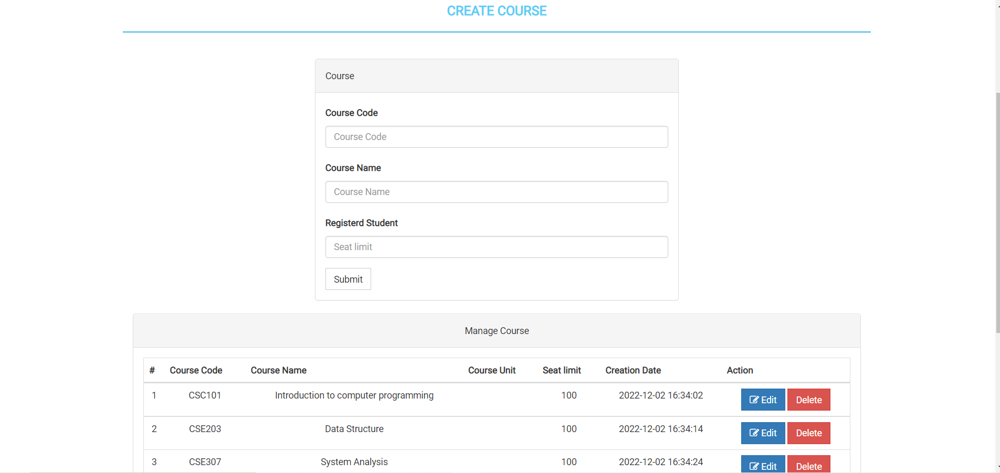 CREATE COURSE
Course
Course Code
Course Code
Course Name
Course Name
Registerd Student
Seat limit
Submit
Manage Course
# Course Code Course Name Course Unit Seat limit Creation Date Action
1 CSC101 Introduction to computer programming 100 2022-12-02 16:34:02 Edit Delete
2 CSE203 Data Structure 100 2022-12-02 16:34:14 Edit Delete
3 CSE307 System Analysis 100 2022-12-02 16:34:24 Edit Delete